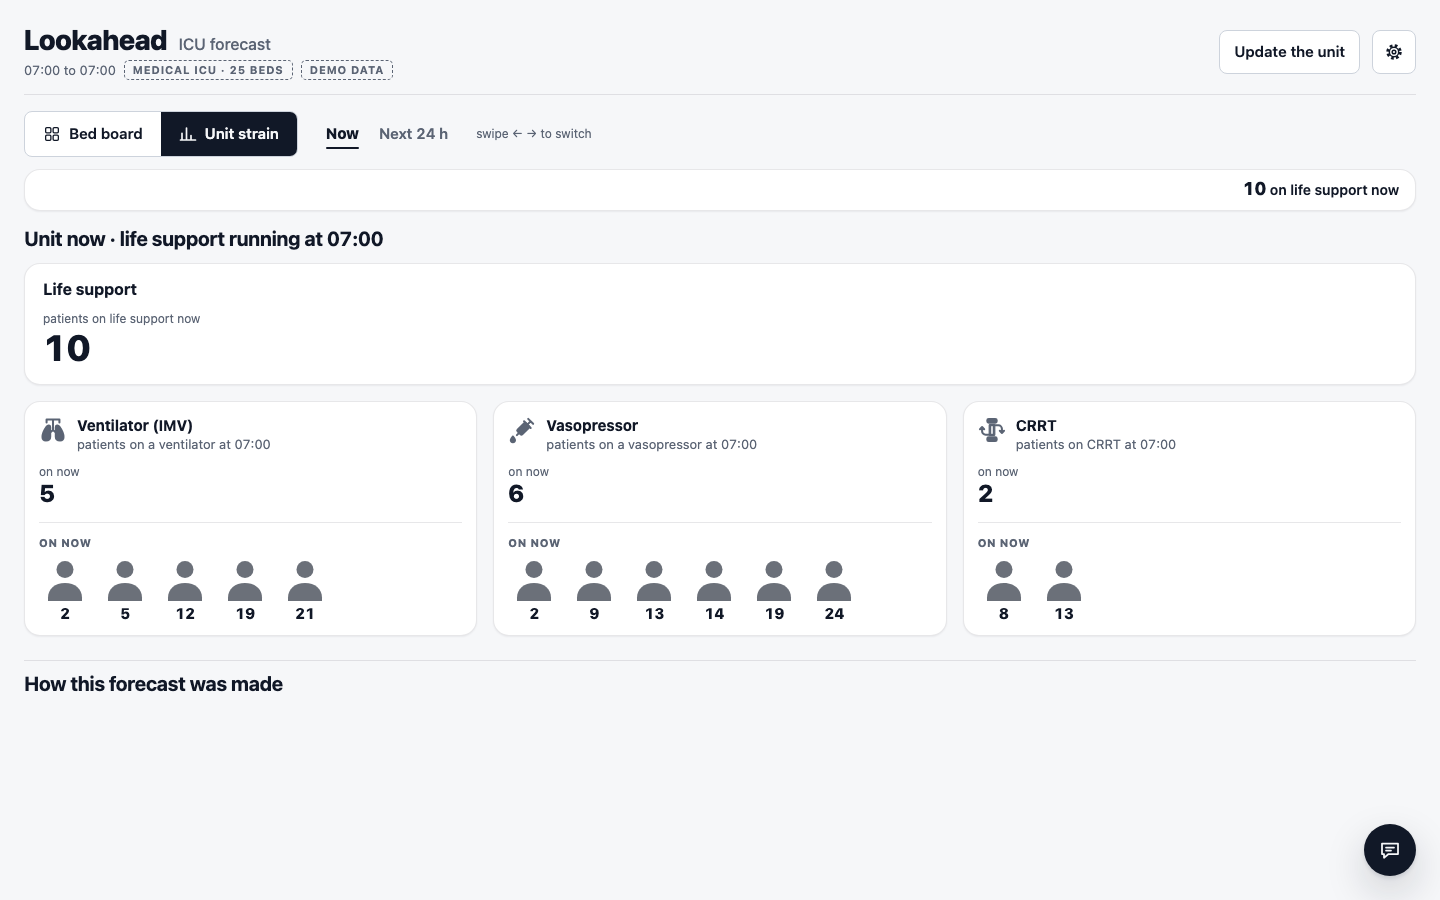 Lookahead ICU forecast
07:00 to 07:00 MEDICAL ICU · 25 BEDS DEMO DATA
Update the unit
Bed board
Unit strain
Now
Next 24 h
swipe ← → to switch
10 on life support now
Unit now · life support running at 07:00
Life support
patients on life support now
10
Ventilator (IMV)
patients on a ventilator at 07:00
on now
5
ON NOW
2 5 12 19 21
Vasopressor
patients on a vasopressor at 07:00
on now
6
ON NOW
2 9 13 14 19 24
CRRT
patients on CRRT at 07:00
on now
2
ON NOW
8 13
How this forecast was made